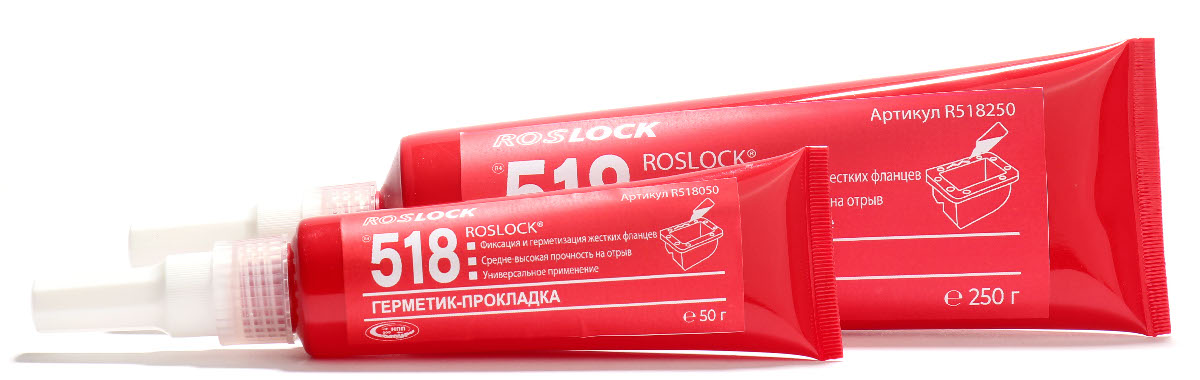 ROSLOCK
Артикул R518250
518 ROSLOCK®
жестких фланцев
на отрыв
℮ 250 г
ROSLOCK
Артикул R518050
518 ROSLOCK®
Фиксация и герметизация жестких фланцев
Средне-высокая прочность на отрыв
Универсальное применение
ГЕРМЕТИК-ПРОКЛАДКА
℮ 50 г